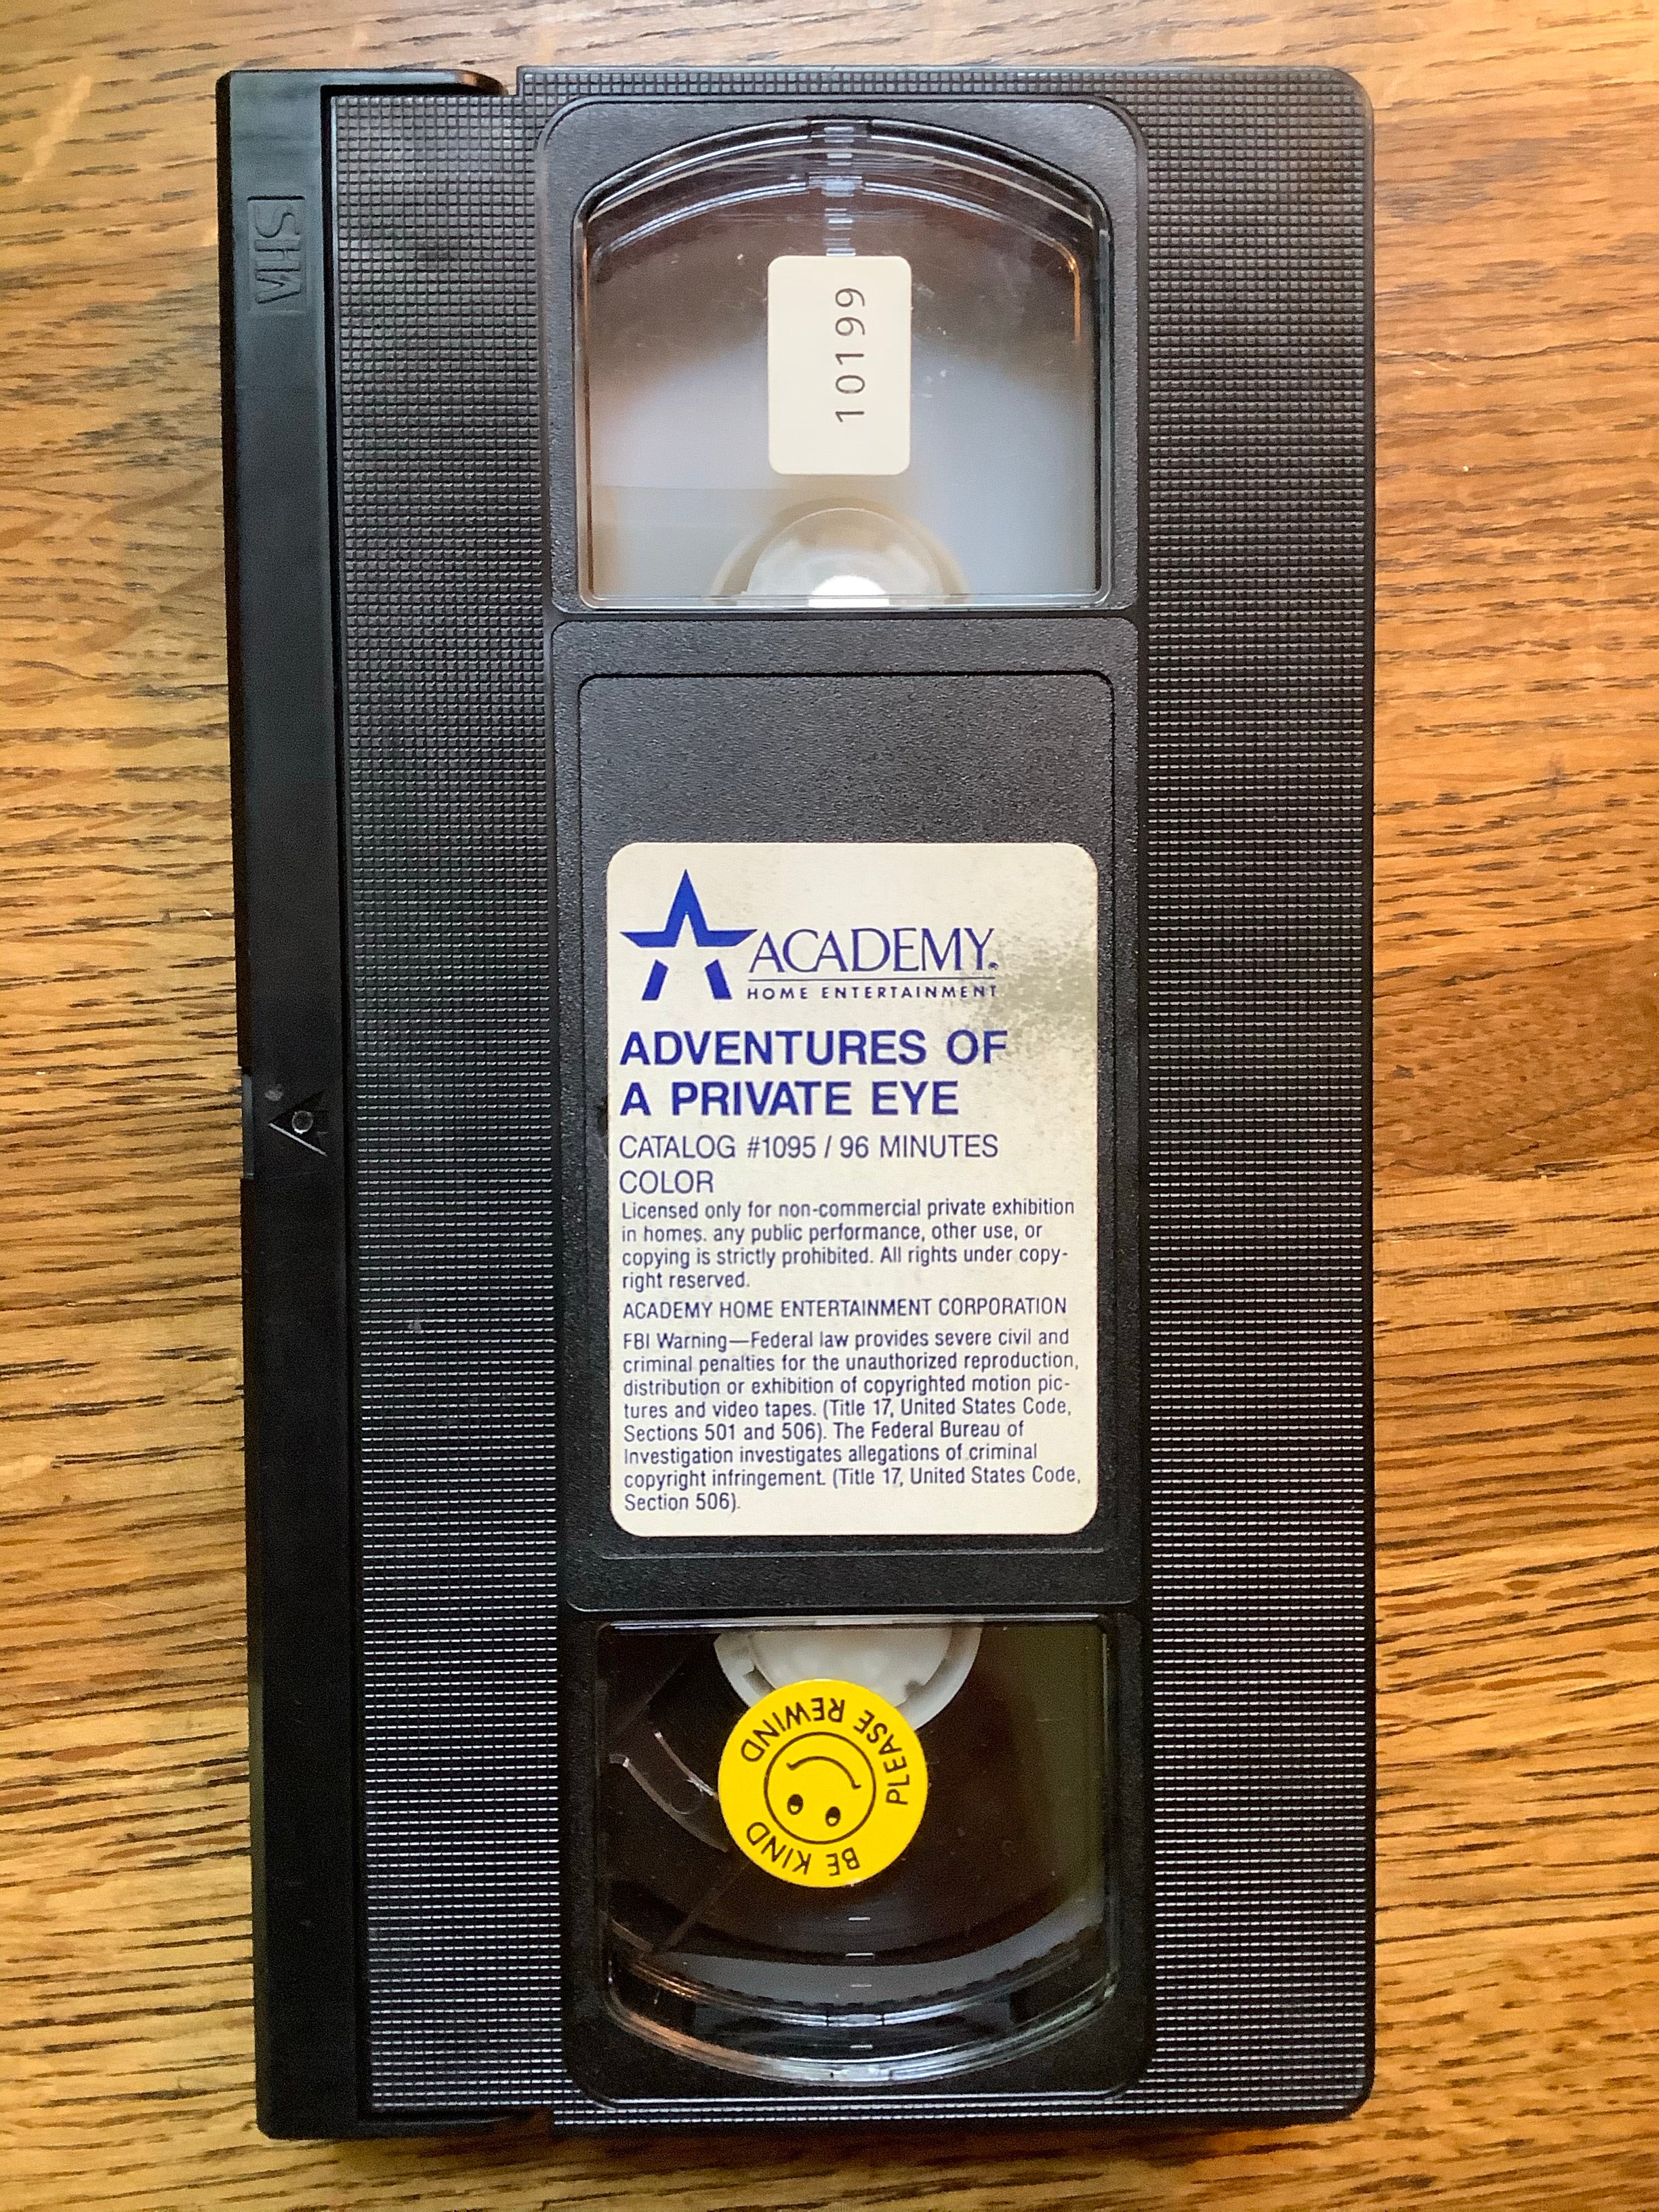 VHS
10199
ACADEMY®
HOME ENTERTAINMENT
ADVENTURES OF
A PRIVATE EYE
CATALOG #1095 / 96 MINUTES
COLOR
Licensed only for non-commercial private exhibition
in homes. any public performance, other use, or
copying is strictly prohibited. All rights under copy-
right reserved.
ACADEMY HOME ENTERTAINMENT CORPORATION
FBI Warning—Federal law provides severe civil and
criminal penalties for the unauthorized reproduction,
distribution or exhibition of copyrighted motion pic-
tures and video tapes. (Title 17, United States Code,
Sections 501 and 506). The Federal Bureau of
Investigation investigates allegations of criminal
copyright infringement. (Title 17, United States Code,
Section 506).
BE KIND
PLEASE REWIND